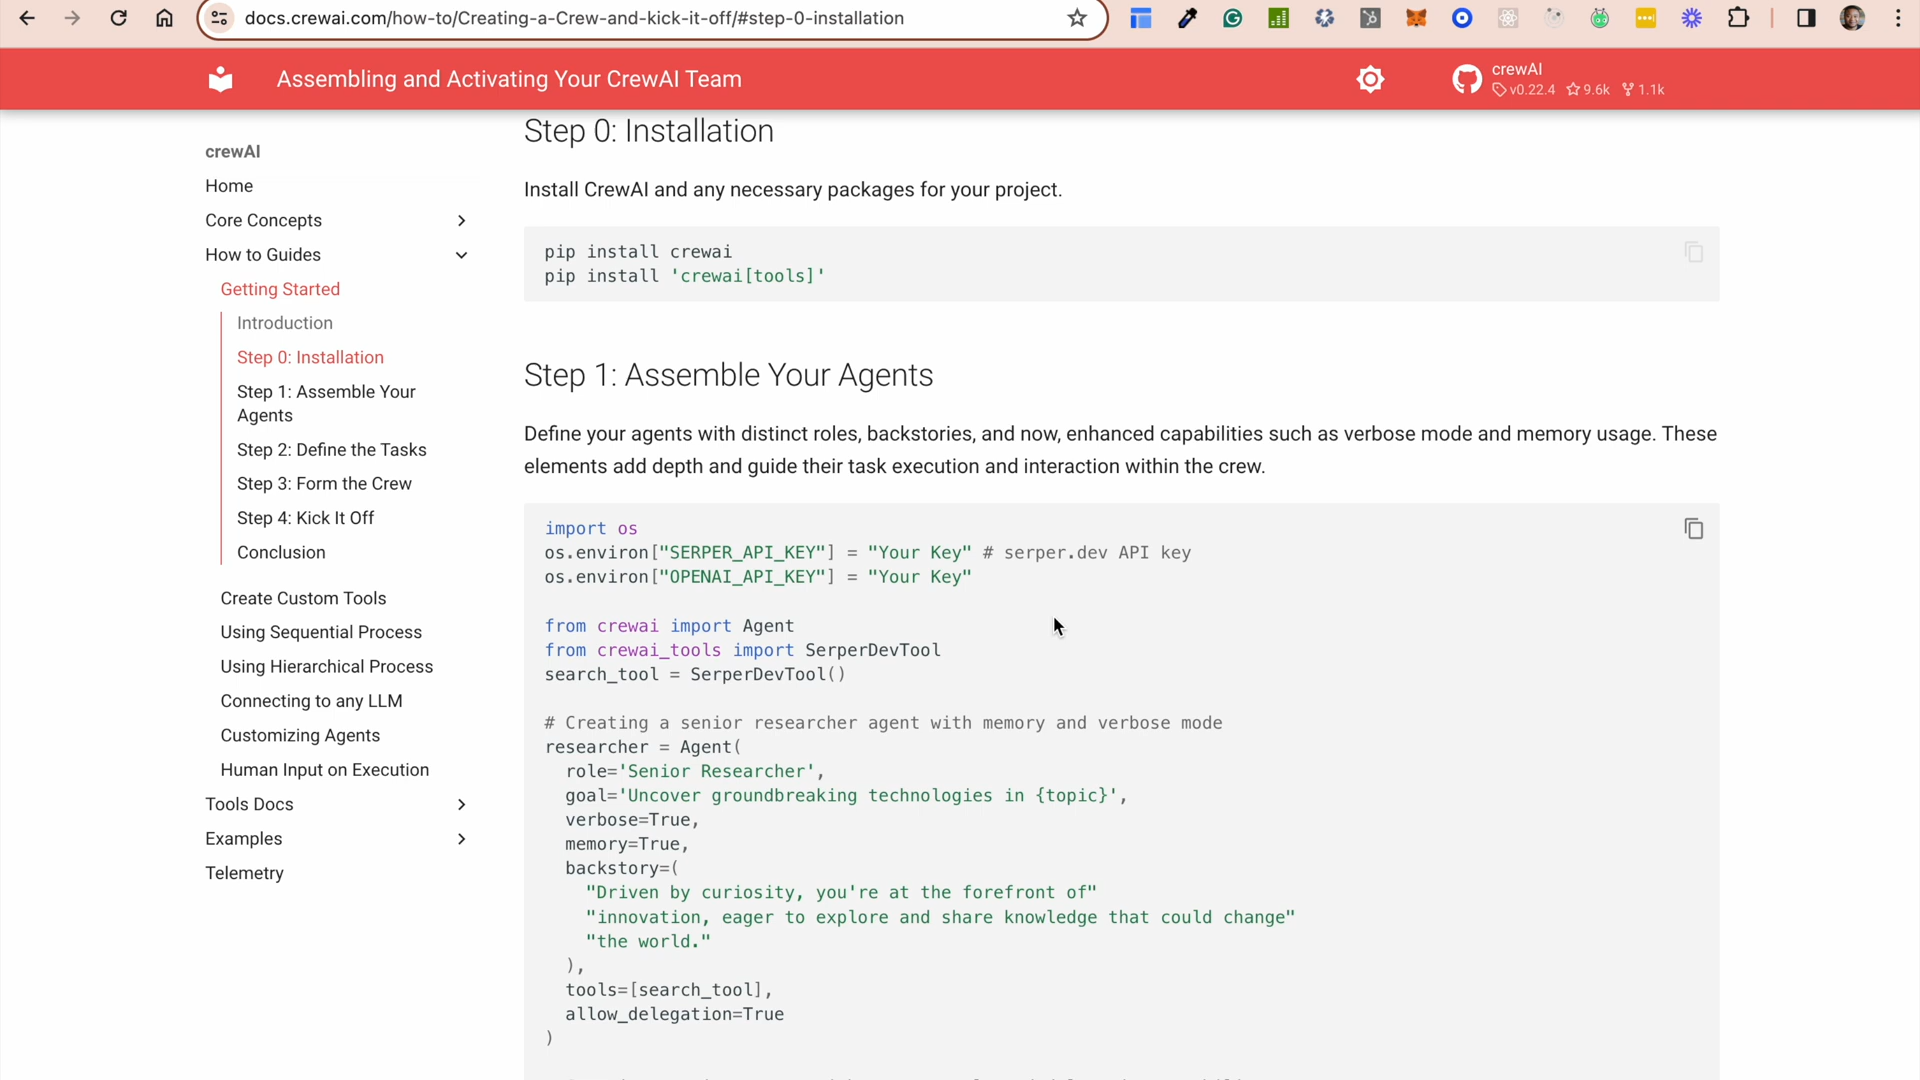 docs.crewai.com/how-to/Creating-a-Crew-and-kick-it-off/#step-0-installation
Assembling and Activating Your CrewAI Team
crewAI
v0.22.4 9.6k 1.1k
crewAI
Home
Core Concepts
How to Guides
Getting Started
Introduction
Step 0: Installation
Step 1: Assemble Your
Agents
Step 2: Define the Tasks
Step 3: Form the Crew
Step 4: Kick It Off
Conclusion
Create Custom Tools
Using Sequential Process
Using Hierarchical Process
Connecting to any LLM
Customizing Agents
Human Input on Execution
Tools Docs
Examples
Telemetry
Step 0: Installation
Install CrewAI and any necessary packages for your project.
pip install crewai
pip install 'crewai[tools]'
Step 1: Assemble Your Agents
Define your agents with distinct roles, backstories, and now, enhanced capabilities such as verbose mode and memory usage. These
elements add depth and guide their task execution and interaction within the crew.
import os
os.environ["SERPER_API_KEY"] = "Your Key" # serper.dev API key
os.environ["OPENAI_API_KEY"] = "Your Key"
from crewai import Agent
from crewai_tools import SerperDevTool
search_tool = SerperDevTool()
# Creating a senior researcher agent with memory and verbose mode
researcher = Agent(
role='Senior Researcher',
goal='Uncover groundbreaking technologies in {topic}',
verbose=True,
memory=True,
backstory=(
"Driven by curiosity, you're at the forefront of"
"innovation, eager to explore and share knowledge that could change"
"the world."
),
tools=[search_tool],
allow_delegation=True
)